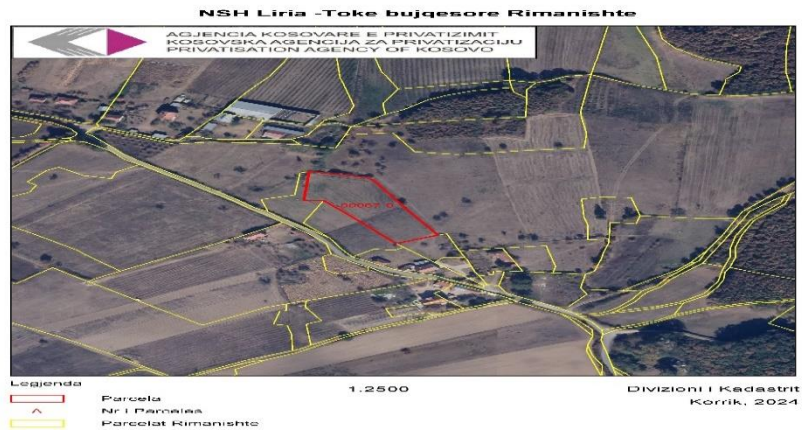 NSH Liria -Toke bujqesore Rimanishte
AGJENCIA KOSOVARE E PRIVATIZIMIT
KOSOVSKA AGENCIJA ZA PRIVATIZACIJU
PRIVATISATION AGENCY OF KOSOVO
Legjenda
Parcela
Nr i Parceles
Parcelat Rimanishte
1:2500
Divizioni i Kadastrit
Korrik, 2024